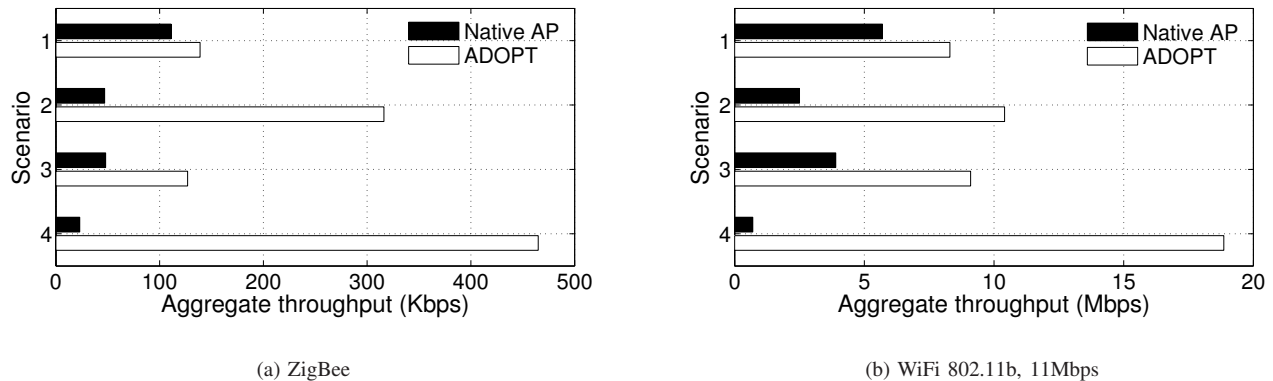 Native AP
ADOPT
1
2
3
4
Scenario
0 100 200 300 400 500
Aggregate throughput (Kbps)
(a) ZigBee
Native AP
ADOPT
1
2
3
4
Scenario
0 5 10 15 20
Aggregate throughput (Mbps)
(b) WiFi 802.11b, 11Mbps